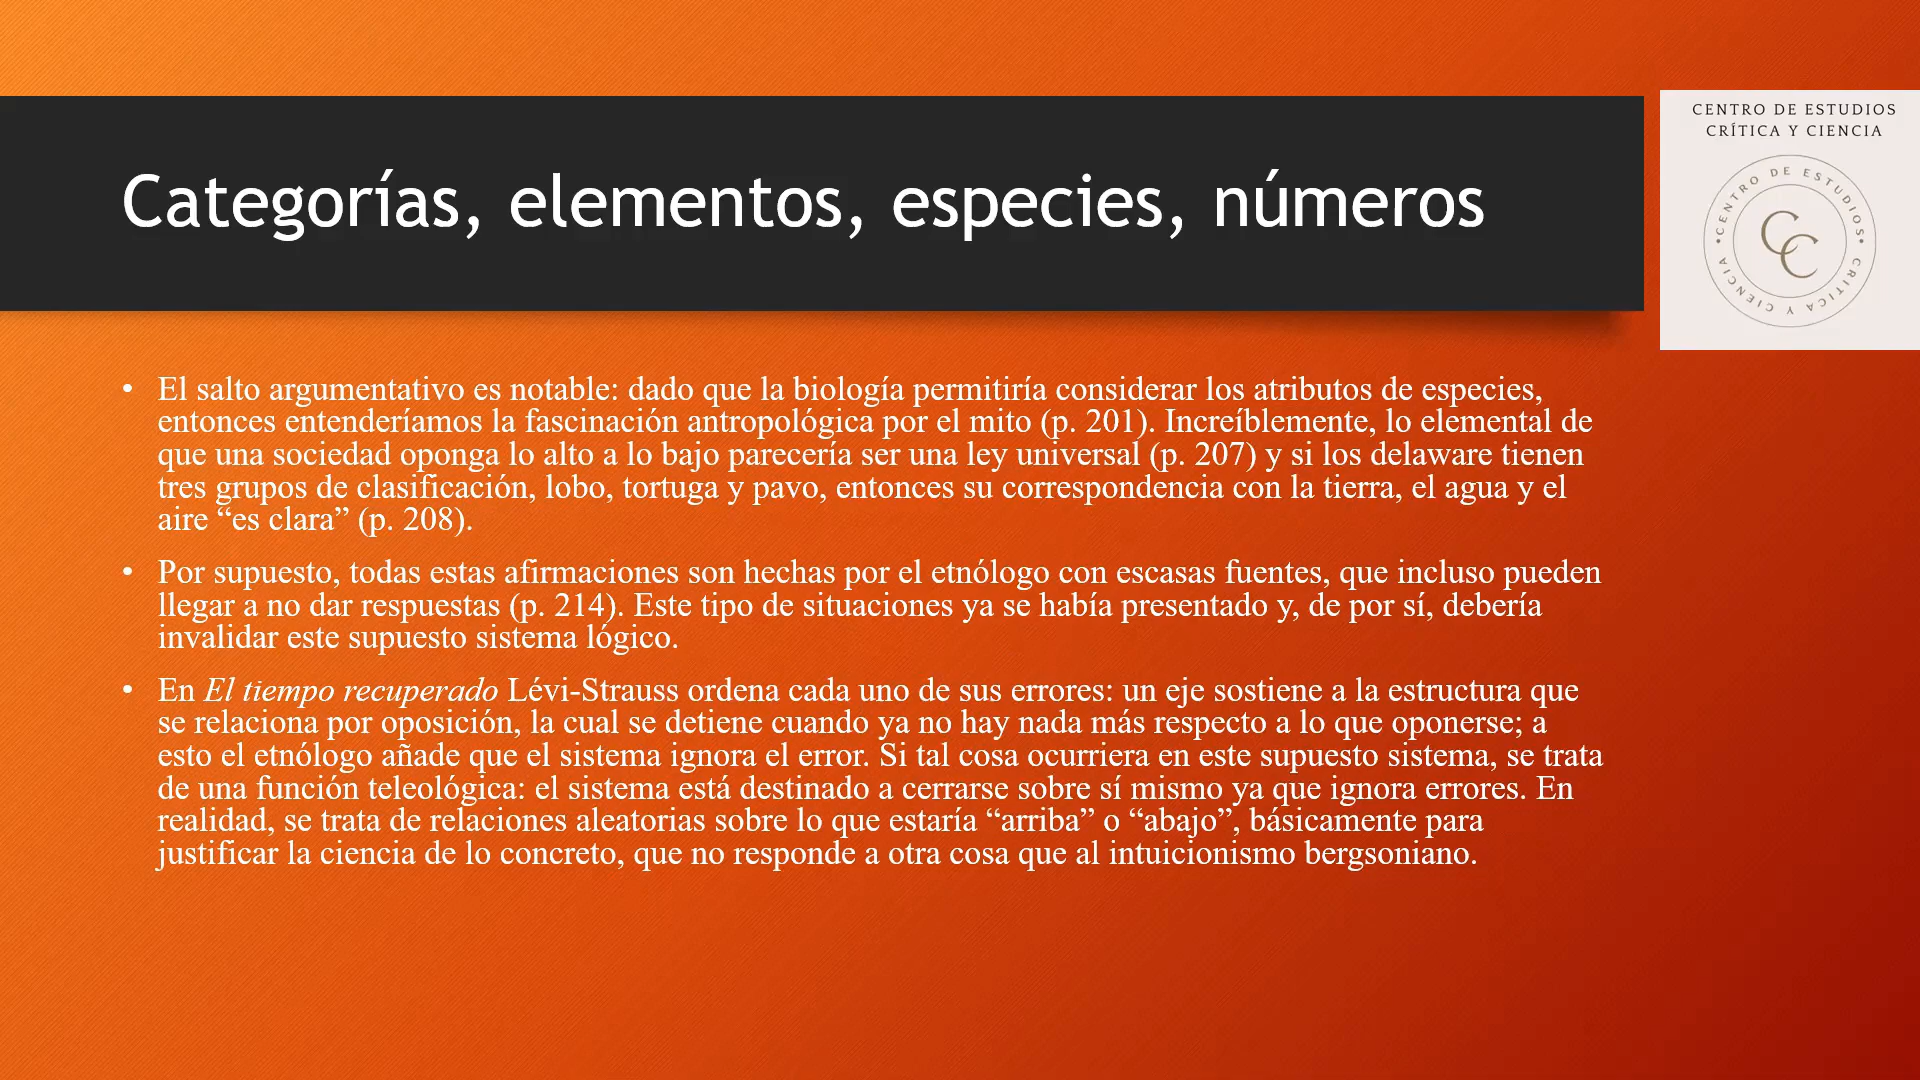 CENTRO DE ESTUDIOS
CRÍTICA Y CIENCIA
•CENTRO DE ESTUDIOS•
CRÍTICA Y CIENCIA
CC
Categorías, elementos, especies, números
• El salto argumentativo es notable: dado que la biología permitiría considerar los atributos de especies,
entonces entenderíamos la fascinación antropológica por el mito (p. 201). Increíblemente, lo elemental de
que una sociedad oponga lo alto a lo bajo parecería ser una ley universal (p. 207) y si los delaware tienen
tres grupos de clasificación, lobo, tortuga y pavo, entonces su correspondencia con la tierra, el agua y el
aire “es clara” (p. 208).
• Por supuesto, todas estas afirmaciones son hechas por el etnólogo con escasas fuentes, que incluso pueden
llegar a no dar respuestas (p. 214). Este tipo de situaciones ya se había presentado y, de por sí, debería
invalidar este supuesto sistema lógico.
• En El tiempo recuperado Lévi-Strauss ordena cada uno de sus errores: un eje sostiene a la estructura que
se relaciona por oposición, la cual se detiene cuando ya no hay nada más respecto a lo que oponerse; a
esto el etnólogo añade que el sistema ignora el error. Si tal cosa ocurriera en este supuesto sistema, se trata
de una función teleológica: el sistema está destinado a cerrarse sobre sí mismo ya que ignora errores. En
realidad, se trata de relaciones aleatorias sobre lo que estaría “arriba” o “abajo”, básicamente para
justificar la ciencia de lo concreto, que no responde a otra cosa que al intuicionismo bergsoniano.